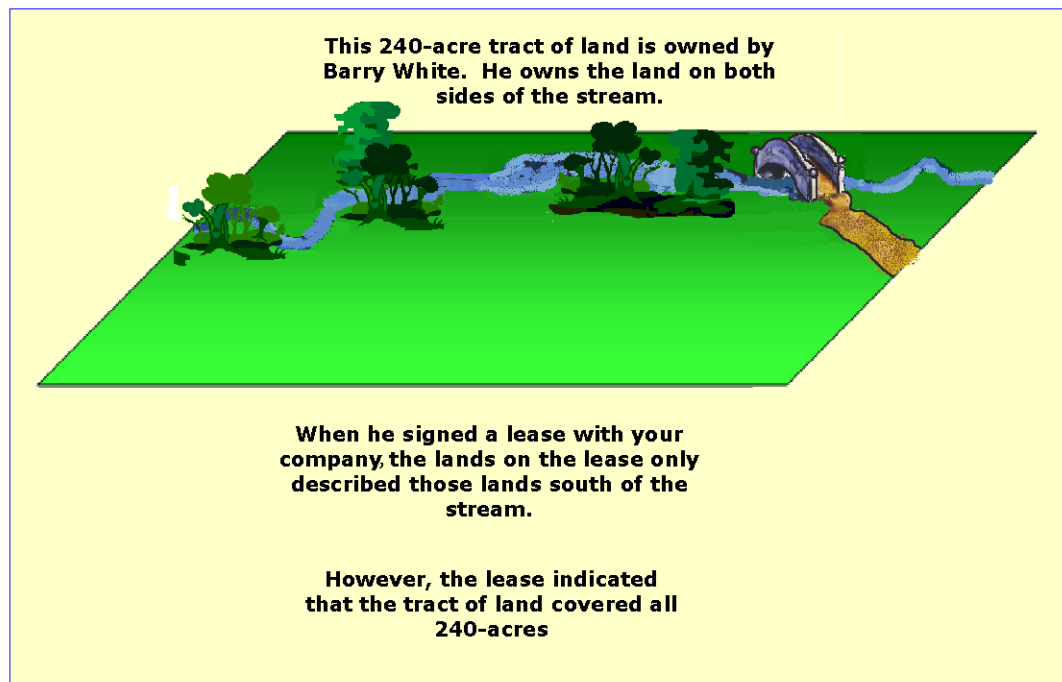 This 240-acre tract of land is owned by
Barry White.  He owns the land on both
sides of the stream.
When he signed a lease with your
company, the lands on the lease only
described those lands south of the
stream.
However, the lease indicated
that the tract of land covered all
240-acres